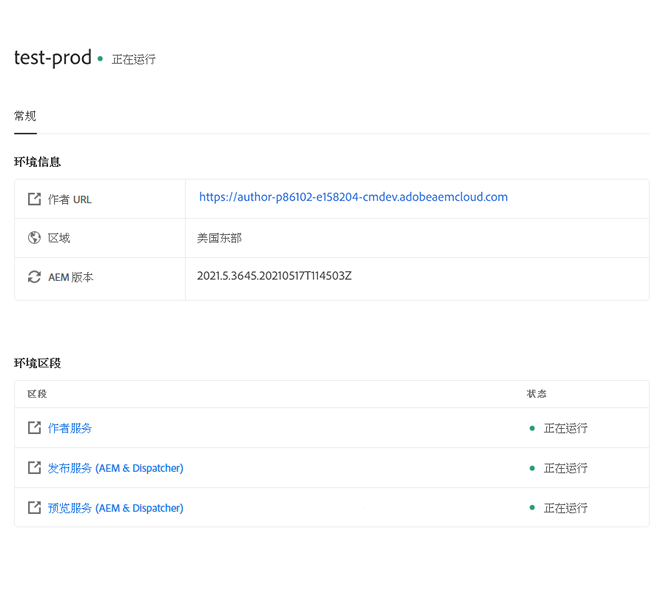 test-prod 正在运行
常规
环境信息
作者 URL https://author-p86102-e158204-cmdev.adobeaemcloud.com
区域 美国东部
AEM 版本 2021.5.3645.20210517T114503Z
环境区段
区段 状态
作者服务 正在运行
发布服务 (AEM & Dispatcher) 正在运行
预览服务 (AEM & Dispatcher) 正在运行